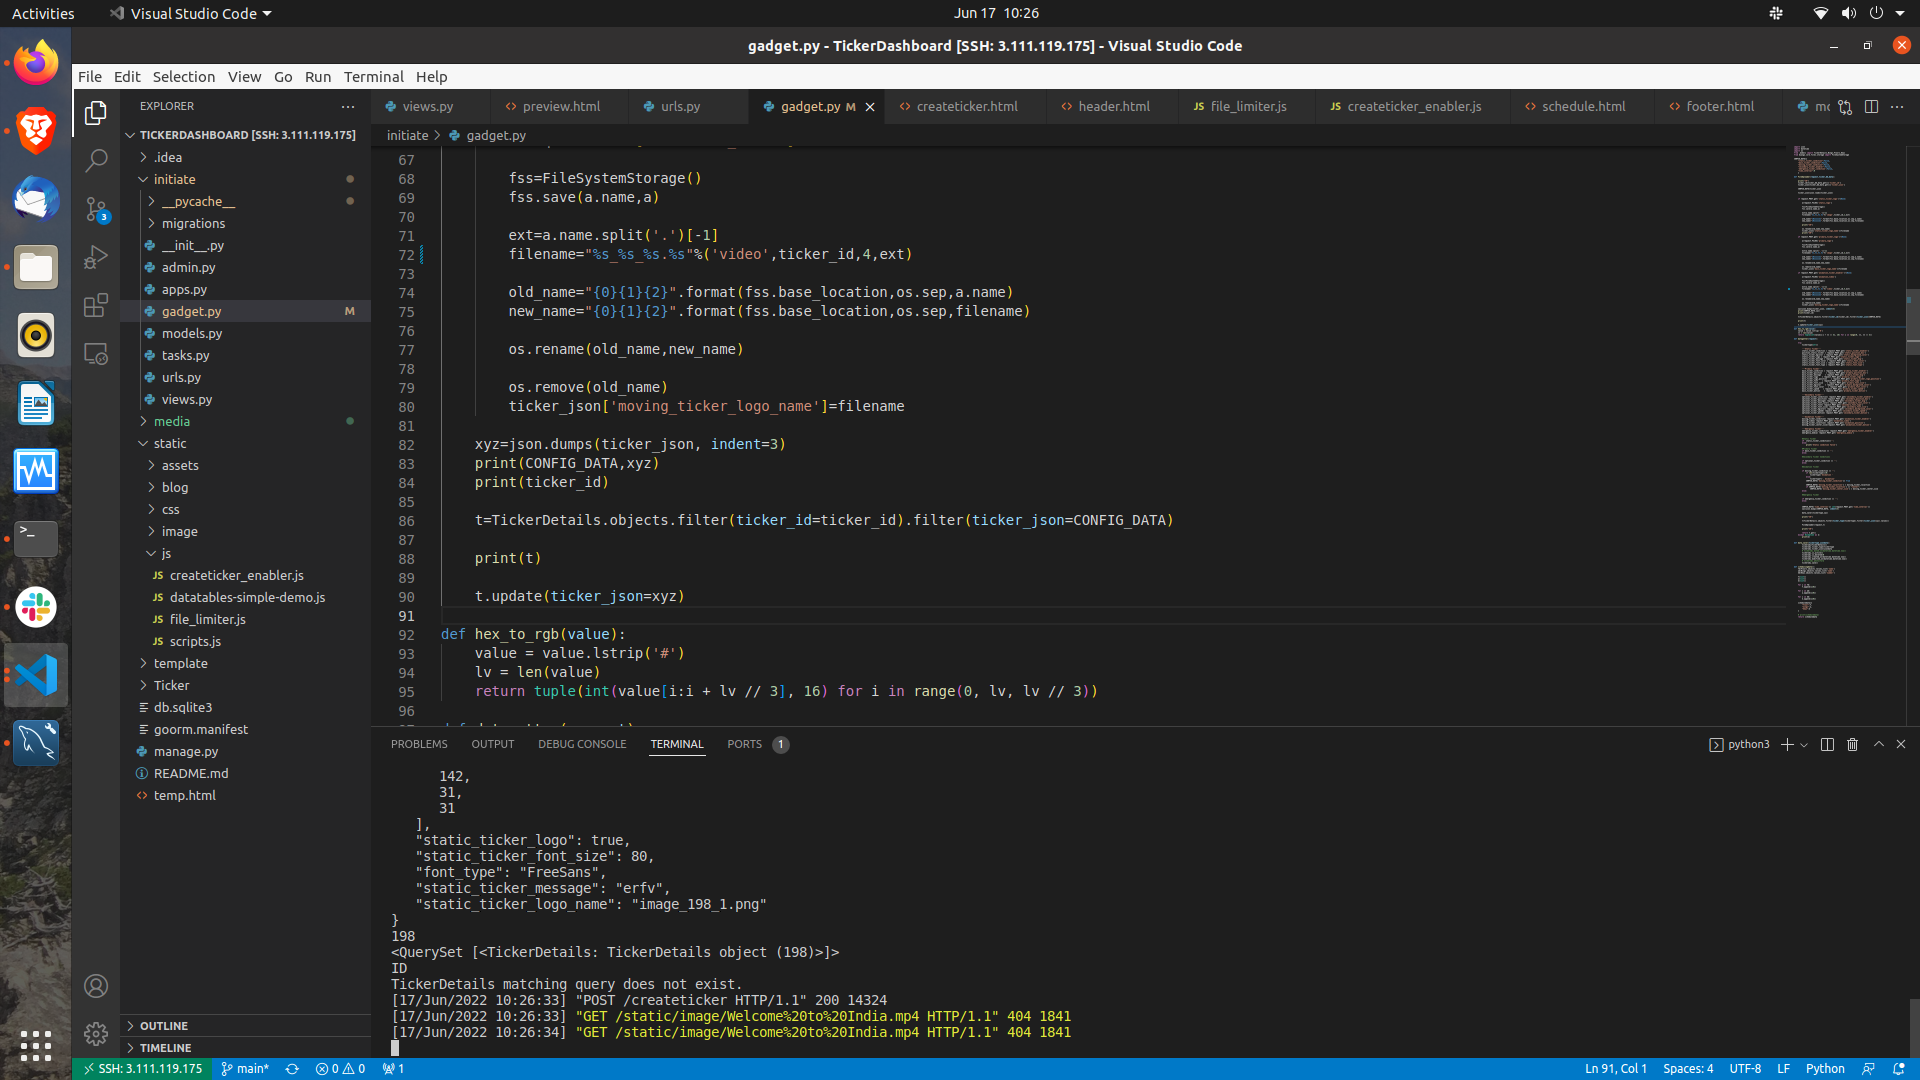 Activities
Visual Studio Code
Jun 17 10:26
gadget.py - TickerDashboard [SSH: 3.111.119.175] - Visual Studio Code
File Edit Selection View Go Run Terminal Help
EXPLORER
TICKERDASHBOARD [SSH: 3.111.119.175]
.idea
initiate
__pycache__
migrations
__init__.py
admin.py
apps.py
gadget.py M
models.py
tasks.py
urls.py
views.py
media
static
assets
blog
css
image
js
JS createticker_enabler.js
JS datatables-simple-demo.js
JS file_limiter.js
JS scripts.js
template
Ticker
db.sqlite3
goorm.manifest
manage.py
README.md
temp.html
OUTLINE
TIMELINE
3
views.py
preview.html
urls.py
gadget.py M
createticker.html
header.html
JS file_limiter.js
JS createticker_enabler.js
schedule.html
footer.html
initiate > gadget.py
67
68 fss=FileSystemStorage()
69 fss.save(a.name,a)
70
71 ext=a.name.split('.')[-1]
72 filename="%s_%s_%s.%s"%('video',ticker_id,4,ext)
73
74 old_name="{0}{1}{2}".format(fss.base_location,os.sep,a.name)
75 new_name="{0}{1}{2}".format(fss.base_location,os.sep,filename)
76
77 os.rename(old_name,new_name)
78
79 os.remove(old_name)
80 ticker_json['moving_ticker_logo_name']=filename
81
82 xyz=json.dumps(ticker_json, indent=3)
83 print(CONFIG_DATA,xyz)
84 print(ticker_id)
85
86 t=TickerDetails.objects.filter(ticker_id=ticker_id).filter(ticker_json=CONFIG_DATA)
87
88 print(t)
89
90 t.update(ticker_json=xyz)
91
92 def hex_to_rgb(value):
93 value = value.lstrip('#')
94 lv = len(value)
95 return tuple(int(value[i:i + lv // 3], 16) for i in range(0, lv, lv // 3))
96
PROBLEMS OUTPUT DEBUG CONSOLE TERMINAL PORTS 1
python3
142,
31,
31
],
"static_ticker_logo": true,
"static_ticker_font_size": 80,
"font_type": "FreeSans",
"static_ticker_message": "erfv",
"static_ticker_logo_name": "image_198_1.png"
}
198
<QuerySet [<TickerDetails: TickerDetails object (198)>]>
ID
TickerDetails matching query does not exist.
[17/Jun/2022 10:26:33] "POST /createticker HTTP/1.1" 200 14324
[17/Jun/2022 10:26:33] "GET /static/image/Welcome%20to%20India.mp4 HTTP/1.1" 404 1841
[17/Jun/2022 10:26:34] "GET /static/image/Welcome%20to%20India.mp4 HTTP/1.1" 404 1841
SSH: 3.111.119.175 main* 0 0 1
Ln 91, Col 1 Spaces: 4 UTF-8 LF Python